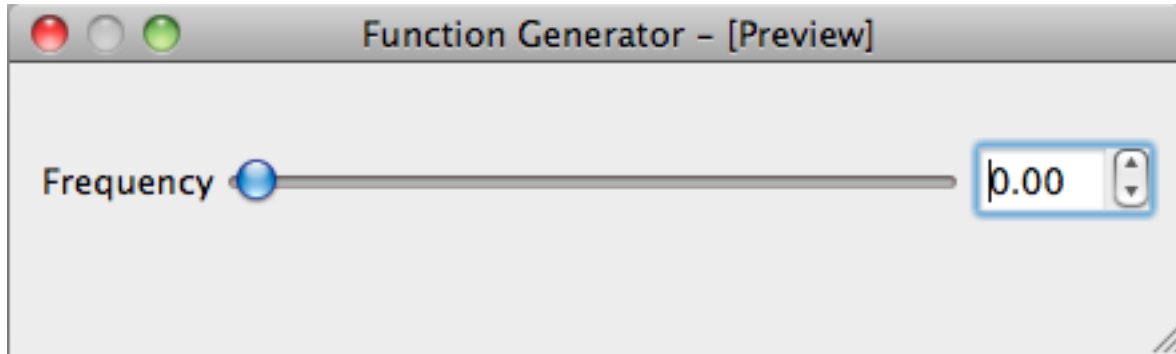 Function Generator – [Preview]
Frequency 0.00